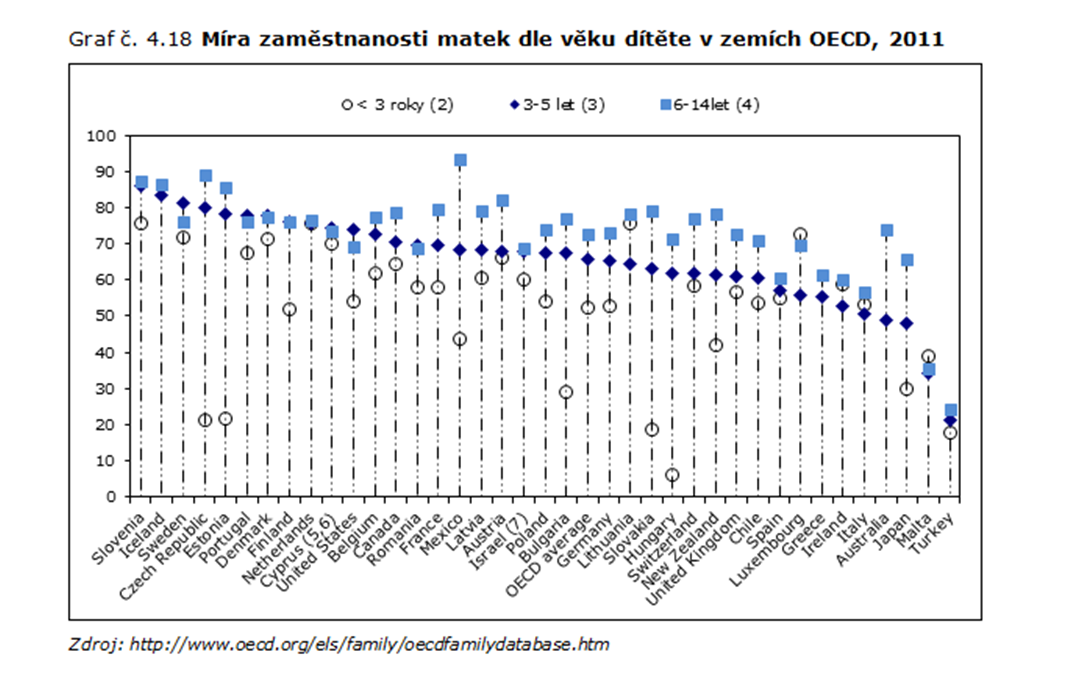 Graf č. 4.18 Míra zaměstnanosti matek dle věku dítěte v zemích OECD, 2011
< 3 roky (2) 3-5 let (3) 6-14let (4)
100
90
80
70
60
50
40
30
20
10
0
Slovenia
Iceland
Sweden
Czech Republic
Estonia
Portugal
Denmark
Finland
Netherlands
Cyprus (5,6)
United States
Belgium
Canada
Romania
France
Mexico
Latvia
Austria
Israel (7)
Poland
Bulgaria
OECD average
Germany
Lithuania
Slovakia
Hungary
Switzerland
New Zealand
United Kingdom
Chile
Spain
Luxembourg
Greece
Ireland
Italy
Australia
Japan
Malta
Turkey
Zdroj: http://www.oecd.org/els/family/oecdfamilydatabase.htm